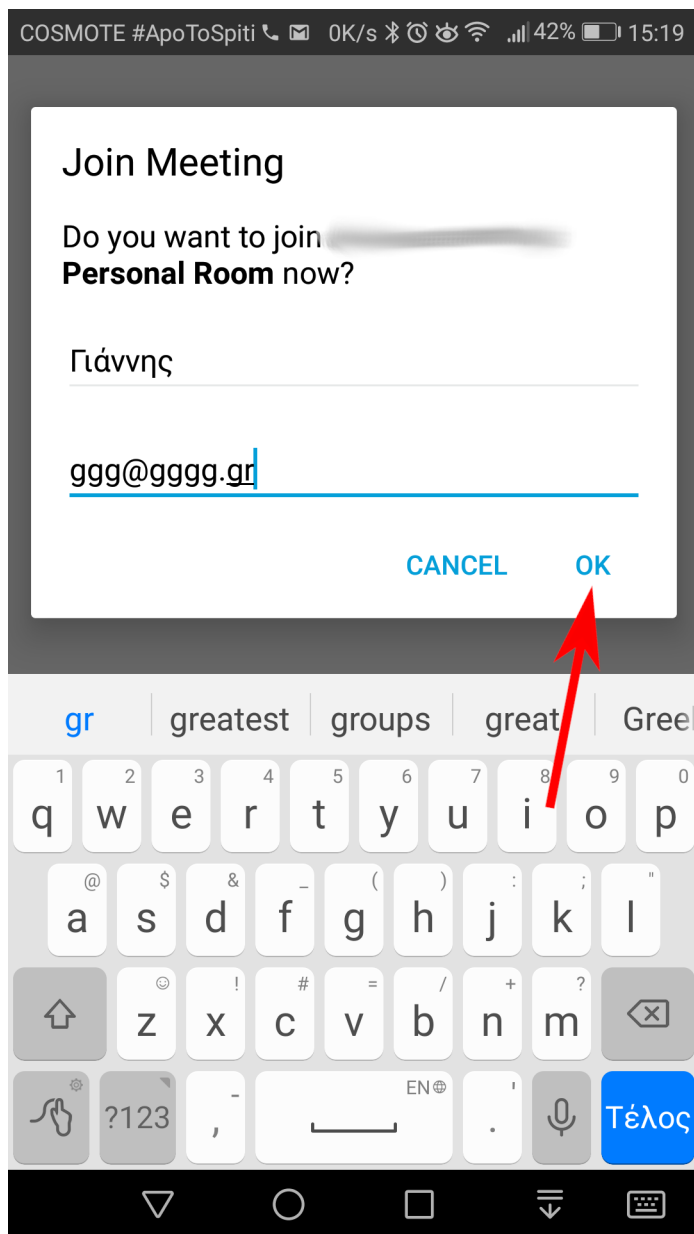 COSMOTE #ApoToSpiti 0K/s 42% 15:19
Join Meeting
Do you want to join
Personal Room now?
Γιάννης
ggg@gggg.gr
CANCEL OK
gr greatest groups great
1 2 3 4 5 6 7 8 9 0
q w e r t y u i o p
@ $ & _ ( ) : ; "
a s d f g h j k l
! # = / + ?
z x c v b n m
- EN '
?123 , . Τέλος